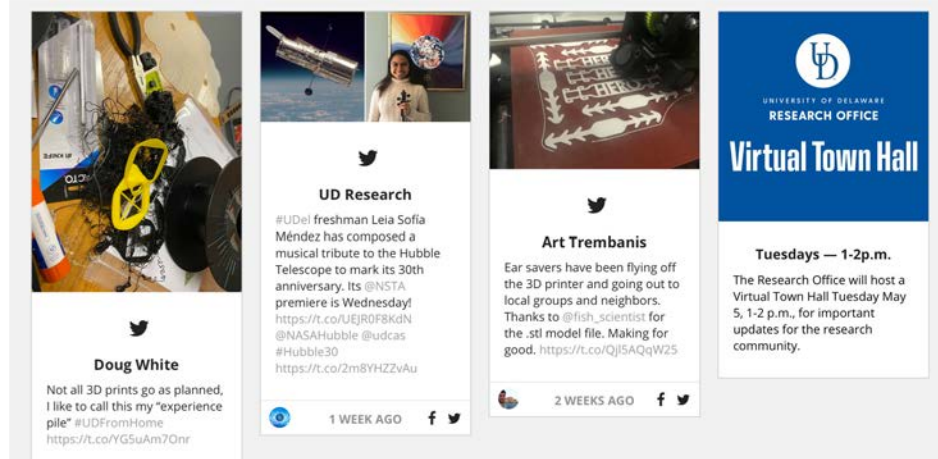 Doug White
Not all 3D prints go as planned,
I like to call this my "experience
pile" #UDFromHome
https://t.co/YG5uAm7Onr
UD Research
#UDel freshman Leia Sofía
Méndez has composed a
musical tribute to the Hubble
Telescope to mark its 30th
anniversary. Its @NSTA
premiere is Wednesday!
https://t.co/UEJR0F8KdN
@NASAHubble @udcas
#Hubble30
https://t.co/2m8YHZZvAu
1 WEEK AGO
HERO
HERO
Art Trembanis
Ear savers have been flying off
the 3D printer and going out to
local groups and neighbors.
Thanks to @fish_scientist for
the .stl model file. Making for
good. https://t.co/Qjl5AQqW25
2 WEEKS AGO
UD
UNIVERSITY OF DELAWARE
RESEARCH OFFICE
Virtual Town Hall
Tuesdays — 1-2p.m.
The Research Office will host a
Virtual Town Hall Tuesday May
5, 1-2 p.m., for important
updates for the research
community.